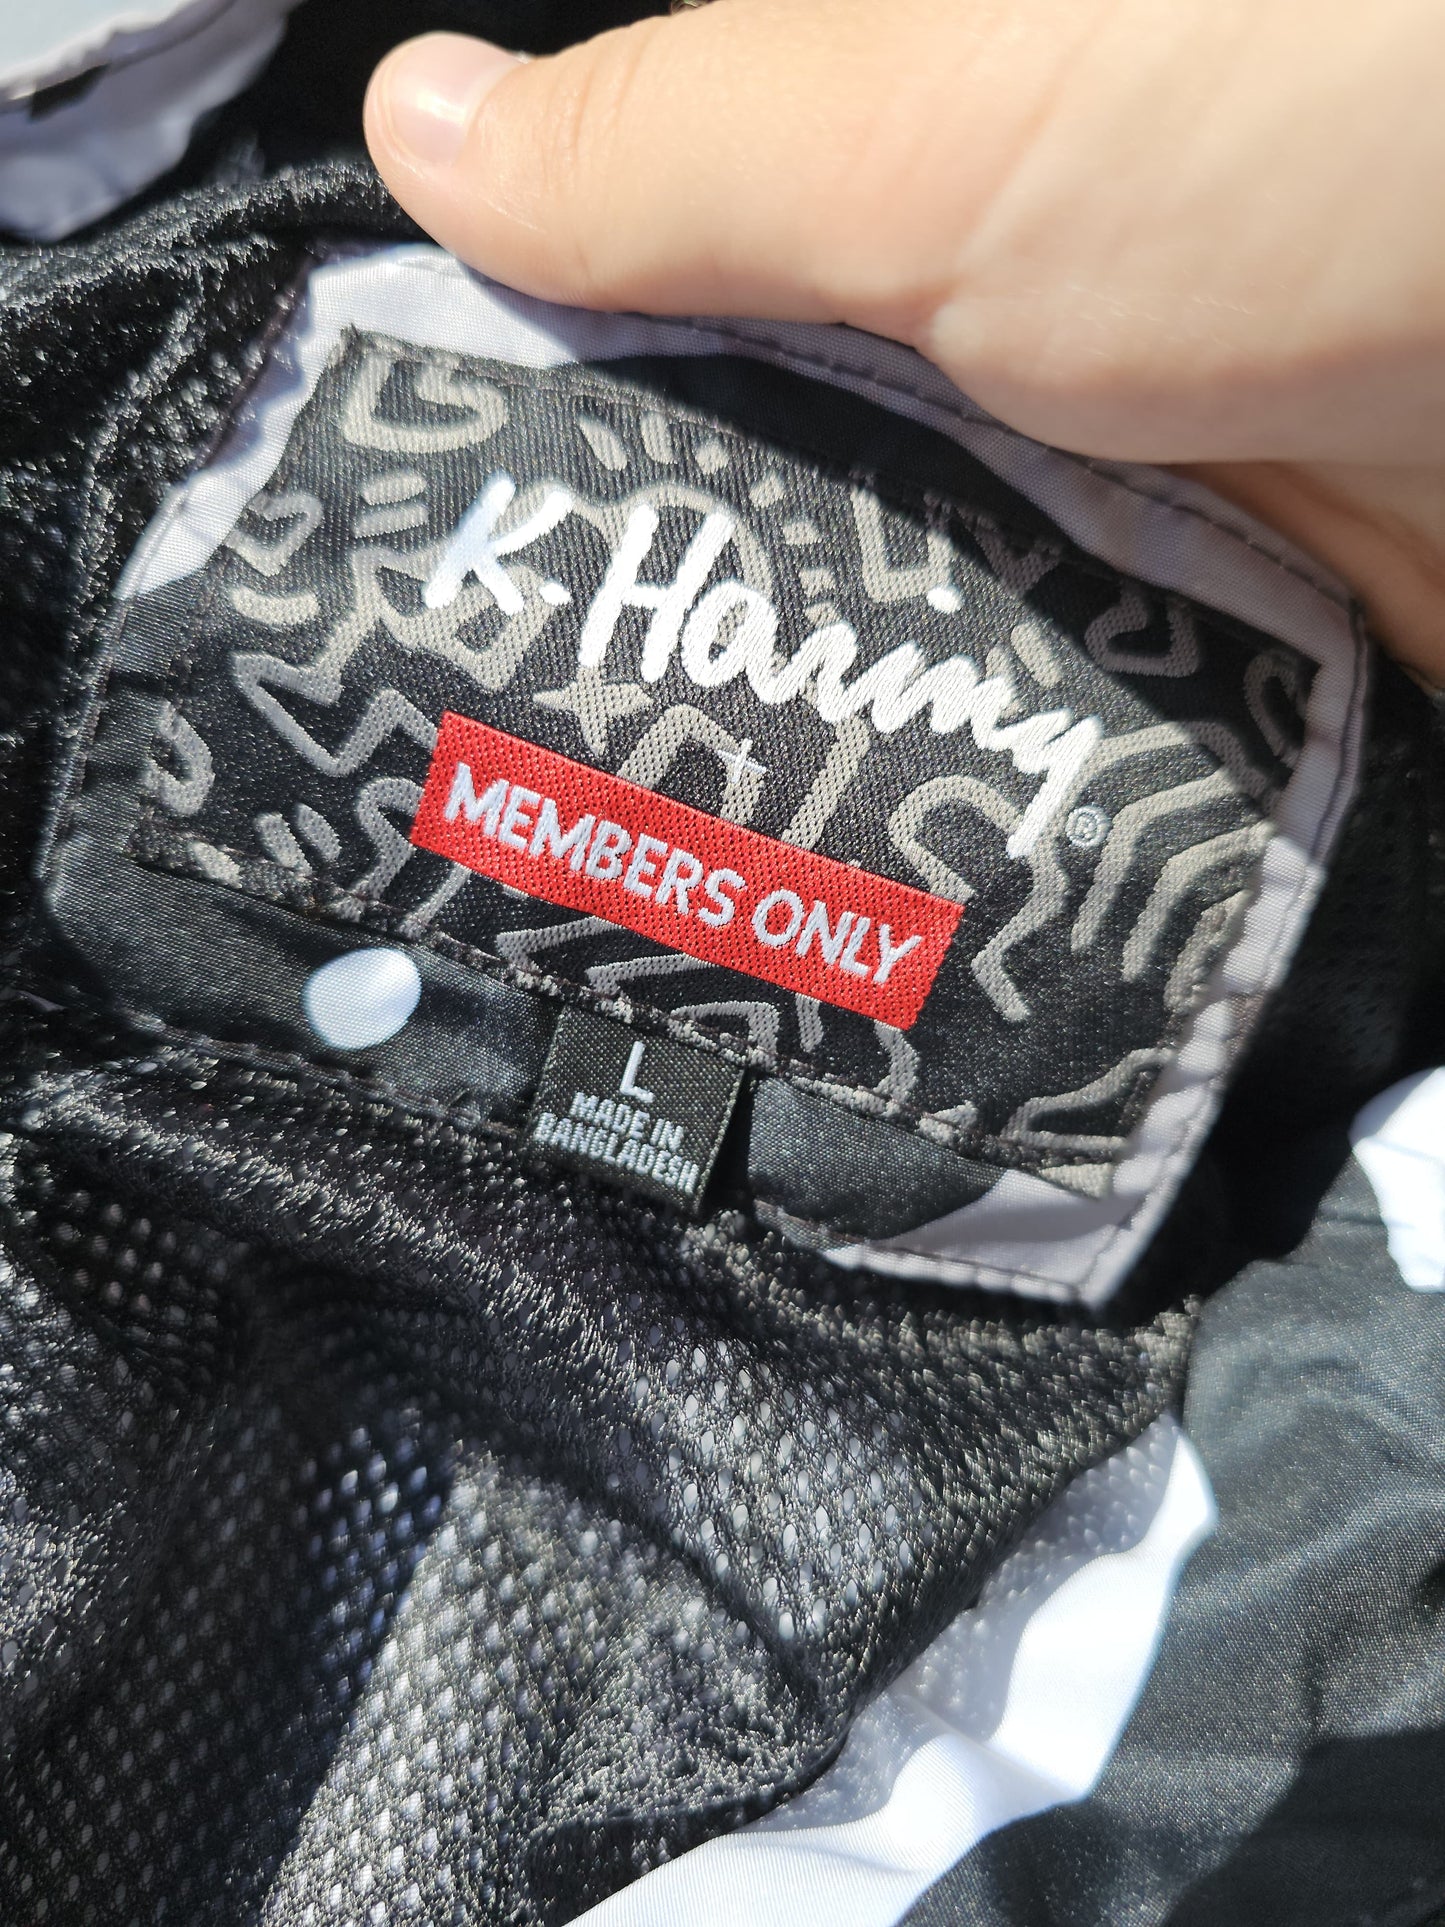 K. Haring®
+
MEMBERS ONLY
L
MADE IN
BANGLADESH